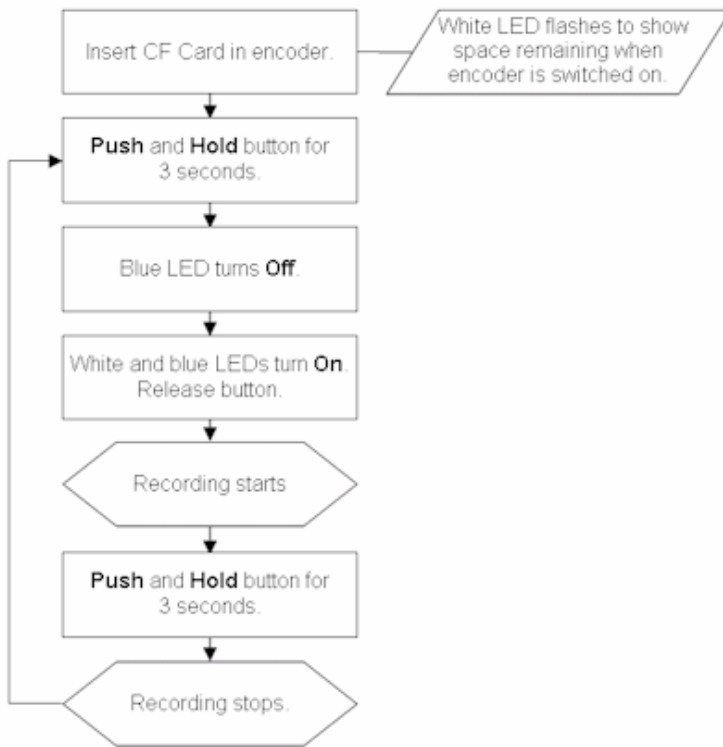 Insert CF Card in encoder.
White LED flashes to show
space remaining when
encoder is switched on.
Push and Hold button for
3 seconds.
Blue LED turns Off.
White and blue LEDs turn On.
Release button.
Recording starts
Push and Hold button for
3 seconds.
Recording stops.